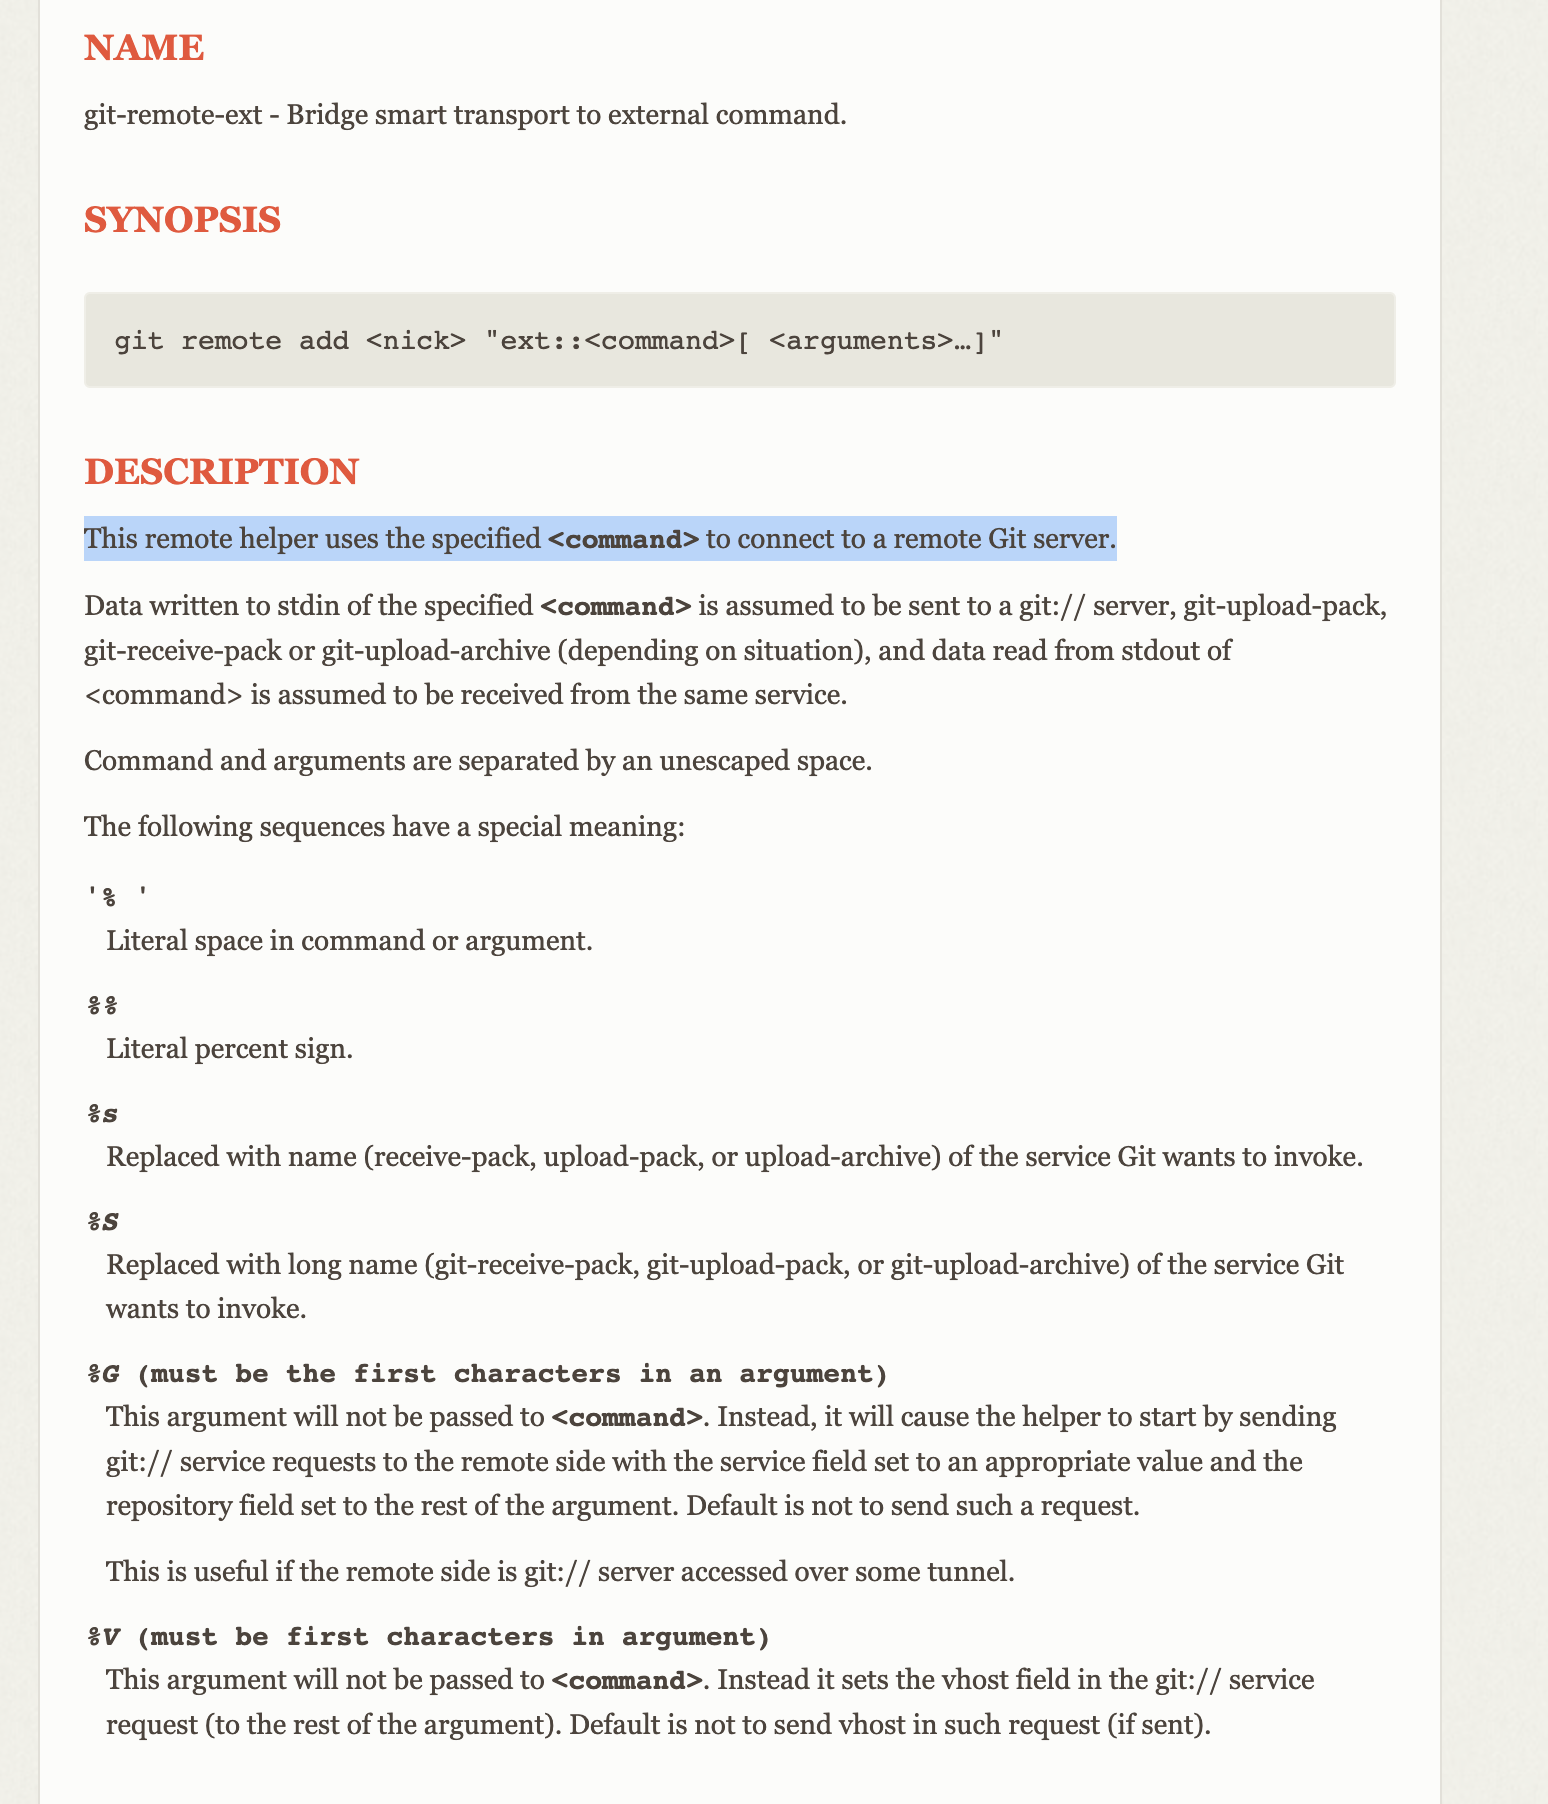 NAME
git-remote-ext - Bridge smart transport to external command.
SYNOPSIS
git remote add <nick> "ext::<command>[ <arguments>…]"
DESCRIPTION
This remote helper uses the specified <command> to connect to a remote Git server.
Data written to stdin of the specified <command> is assumed to be sent to a git:// server, git-upload-pack,
git-receive-pack or git-upload-archive (depending on situation), and data read from stdout of
<command> is assumed to be received from the same service.
Command and arguments are separated by an unescaped space.
The following sequences have a special meaning:
'% '
Literal space in command or argument.
%%
Literal percent sign.
%s
Replaced with name (receive-pack, upload-pack, or upload-archive) of the service Git wants to invoke.
%S
Replaced with long name (git-receive-pack, git-upload-pack, or git-upload-archive) of the service Git
wants to invoke.
%G (must be the first characters in an argument)
This argument will not be passed to <command>. Instead, it will cause the helper to start by sending
git:// service requests to the remote side with the service field set to an appropriate value and the
repository field set to the rest of the argument. Default is not to send such a request.
This is useful if the remote side is git:// server accessed over some tunnel.
%V (must be first characters in argument)
This argument will not be passed to <command>. Instead it sets the vhost field in the git:// service
request (to the rest of the argument). Default is not to send vhost in such request (if sent).